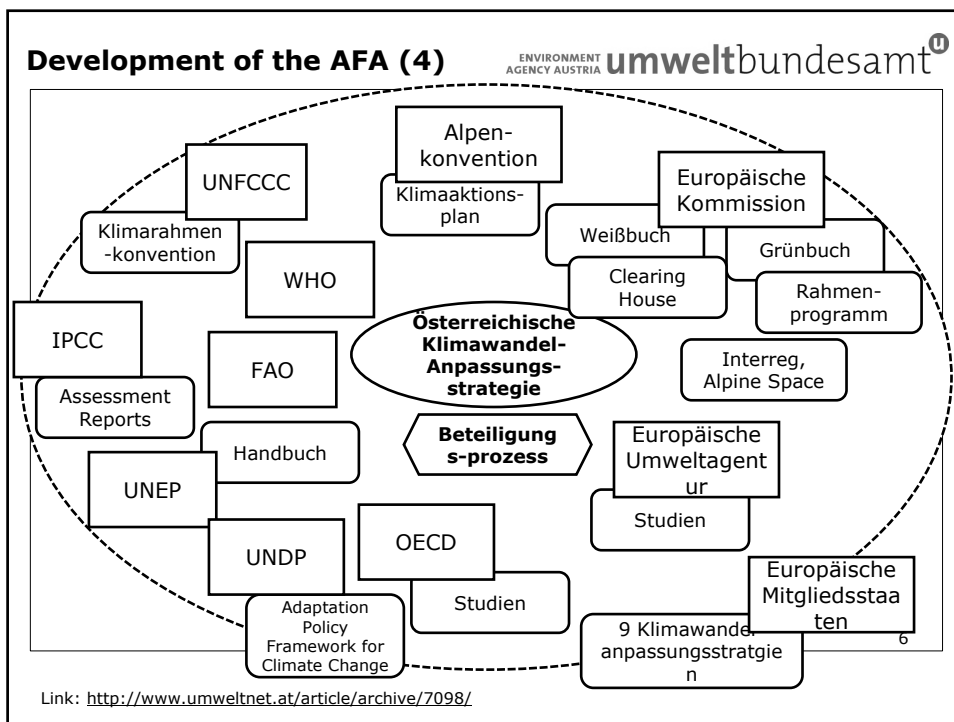 Development of the AFA (4)
ENVIRONMENT
AGENCY AUSTRIA
umweltbundesamt
u
Alpen-
konvention
Klimaaktions-
plan
UNFCCC
Klimarahmen
-konvention
Europäische
Kommission
Weißbuch
Grünbuch
Clearing
House
Rahmen-
programm
WHO
IPCC
Assessment
Reports
FAO
Österreichische
Klimawandel-
Anpassungs-
strategie
Interreg,
Alpine Space
Handbuch
UNEP
Beteiligung
s-prozess
Europäische
Umweltagent
ur
Studien
UNDP
Adaptation
Policy
Framework for
Climate Change
OECD
Studien
Europäische
Mitgliedsstaa
ten
9 Klimawandel
anpassungsstratgie
n
6
Link: http://www.umweltnet.at/article/archive/7098/